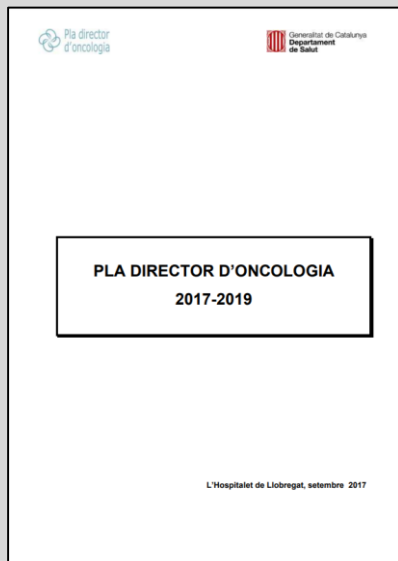 Pla director
d'oncologia
Generalitat de Catalunya
Departament
de Salut
PLA DIRECTOR D'ONCOLOGIA
2017-2019
L'Hospitalet de Llobregat, setembre 2017